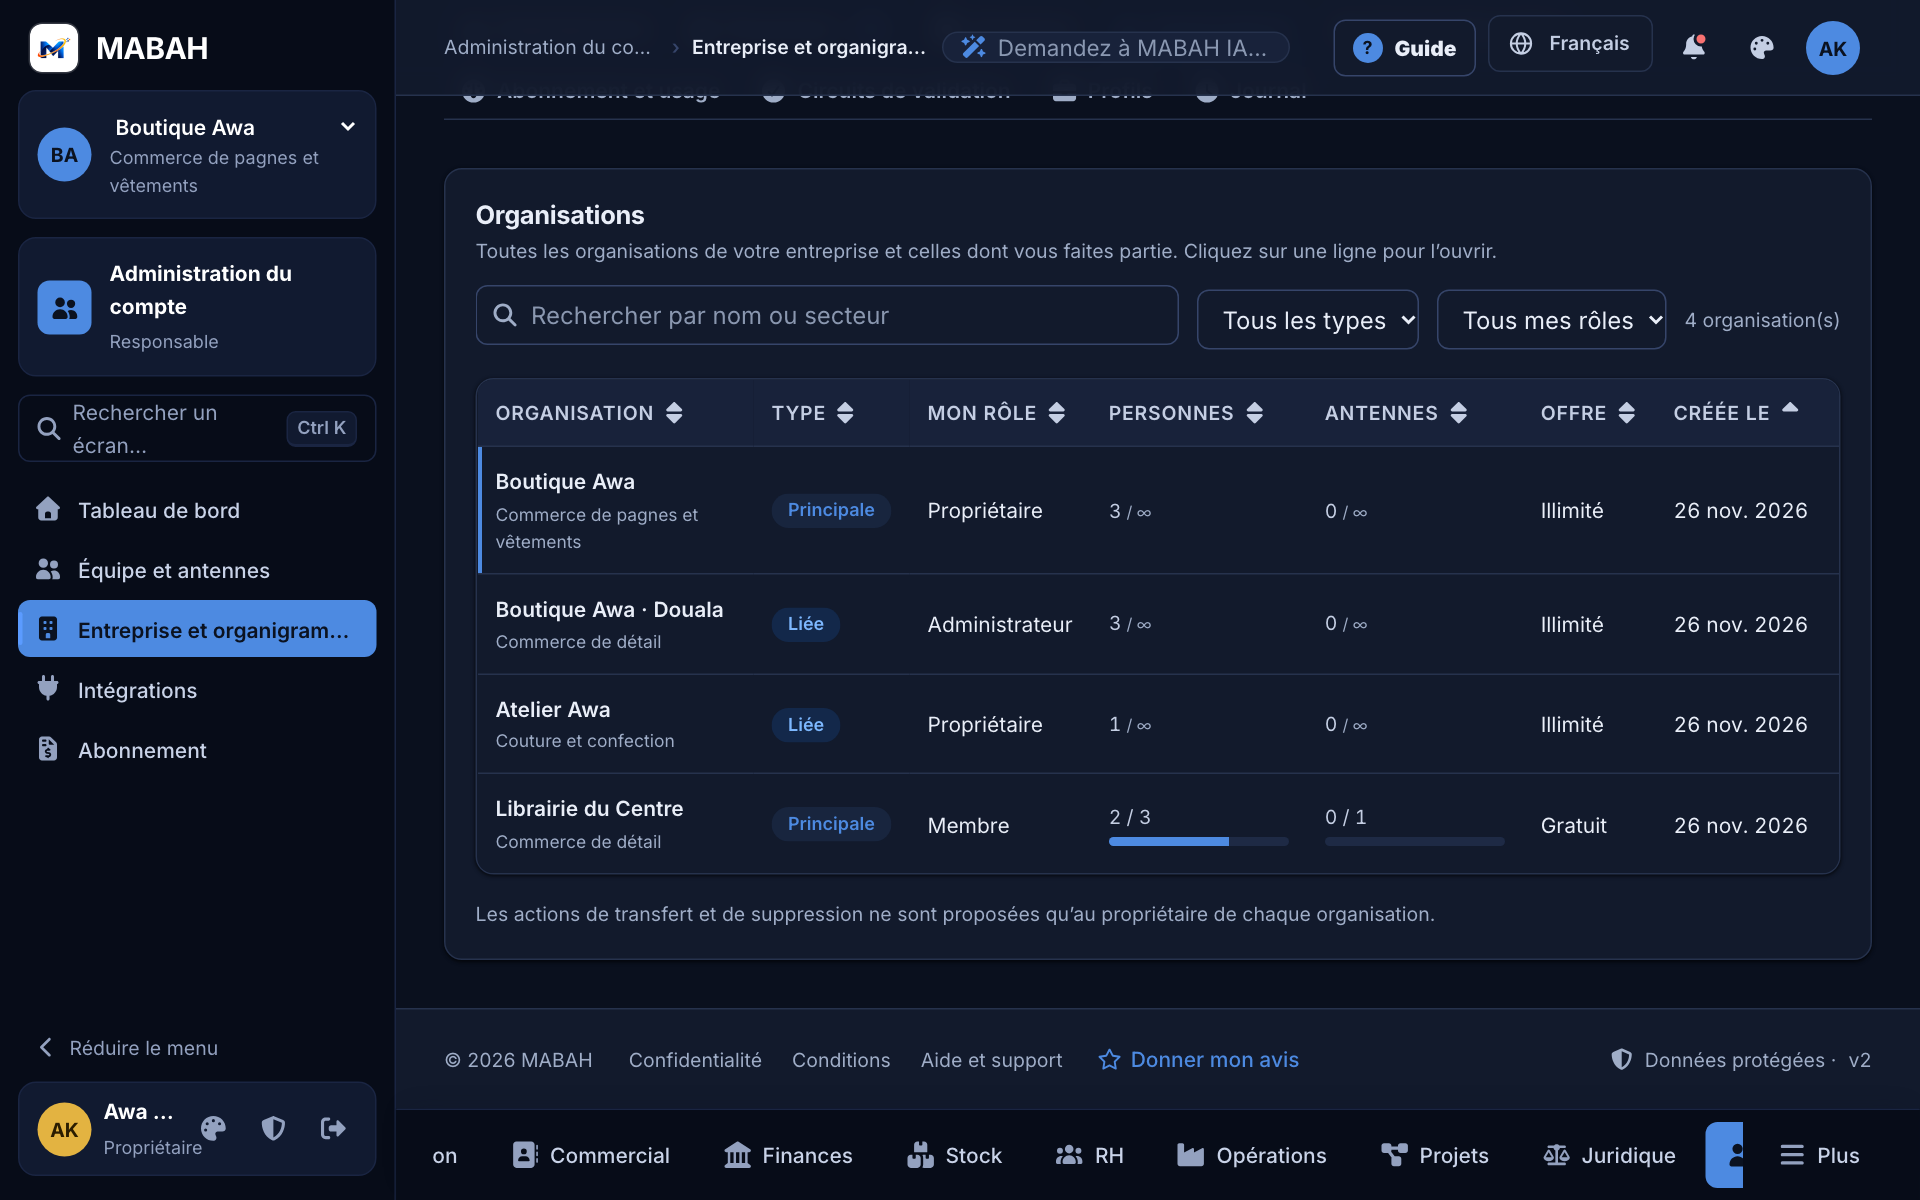 MABAH
BA
Boutique Awa
Commerce de pagnes et
vêtements
Administration du
compte
Responsable
Rechercher un
écran...
Ctrl K
Tableau de bord
Équipe et antennes
Entreprise et organigram...
Intégrations
Abonnement
Réduire le menu
AK
Awa ...
Propriétaire
Administration du co... › Entreprise et organigra...
Demandez à MABAH IA...
? Guide
Français
AK
Abonnement et usage
Circuits de validation
Profils
Journal
Organisations
Toutes les organisations de votre entreprise et celles dont vous faites partie. Cliquez sur une ligne pour l'ouvrir.
Rechercher par nom ou secteur
Tous les types
Tous mes rôles
4 organisation(s)
ORGANISATION TYPE MON RÔLE PERSONNES ANTENNES OFFRE CRÉÉE LE
Boutique Awa
Commerce de pagnes et
vêtements
Principale Propriétaire 3 / ∞ 0 / ∞ Illimité 26 nov. 2026
Boutique Awa · Douala
Commerce de détail
Liée Administrateur 3 / ∞ 0 / ∞ Illimité 26 nov. 2026
Atelier Awa
Couture et confection
Liée Propriétaire 1 / ∞ 0 / ∞ Illimité 26 nov. 2026
Librairie du Centre
Commerce de détail
Principale Membre 2 / 3 0 / 1 Gratuit 26 nov. 2026
Les actions de transfert et de suppression ne sont proposées qu'au propriétaire de chaque organisation.
© 2026 MABAH Confidentialité Conditions Aide et support Donner mon avis Données protégées · v2
on Commercial Finances Stock RH Opérations Projets Juridique Plus